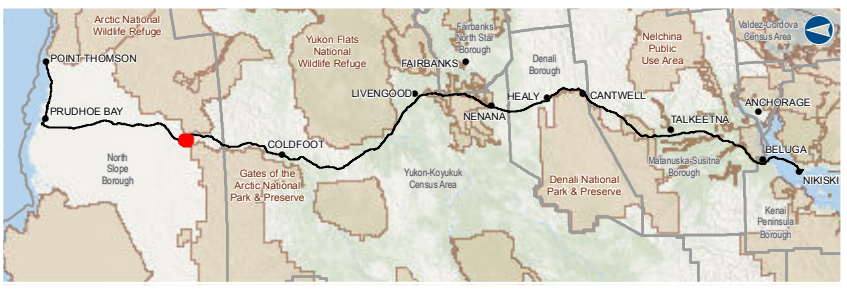 Arctic National
Wildlife Refuge
POINT THOMSON
PRUDHOE BAY
North
Slope
Borough
COLDFOOT
Gates of the
Arctic National
Park & Preserve
Yukon Flats
National
Wildlife Refuge
LIVENGOOD
FAIRBANKS
Fairbanks
North Star
Borough
NENANA
Yukon-Koyukuk
Census Area
Denali
Borough
HEALY
CANTWELL
Denali National
Park & Preserve
Nelchina
Public
Use Area
TALKEETNA
Matanuska-Susitna
Borough
Valdez-Cordova
Census Area
ANCHORAGE
BELUGA
NIKISKI
Kenai
Peninsula
Borough